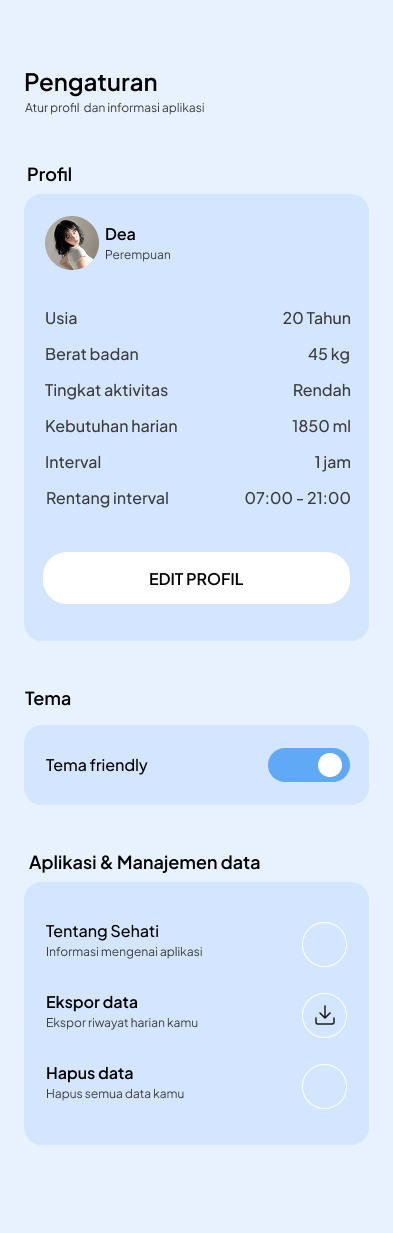 Pengaturan
Atur profil dan informasi aplikasi
Profil
Dea
Perempuan
Usia 20 Tahun
Berat badan 45 kg
Tingkat aktivitas Rendah
Kebutuhan harian 1850 ml
Interval 1 jam
Rentang interval 07:00 - 21:00
EDIT PROFIL
Tema
Tema friendly
Aplikasi & Manajemen data
Tentang Sehati
Informasi mengenai aplikasi
Ekspor data
Ekspor riwayat harian kamu
Hapus data
Hapus semua data kamu